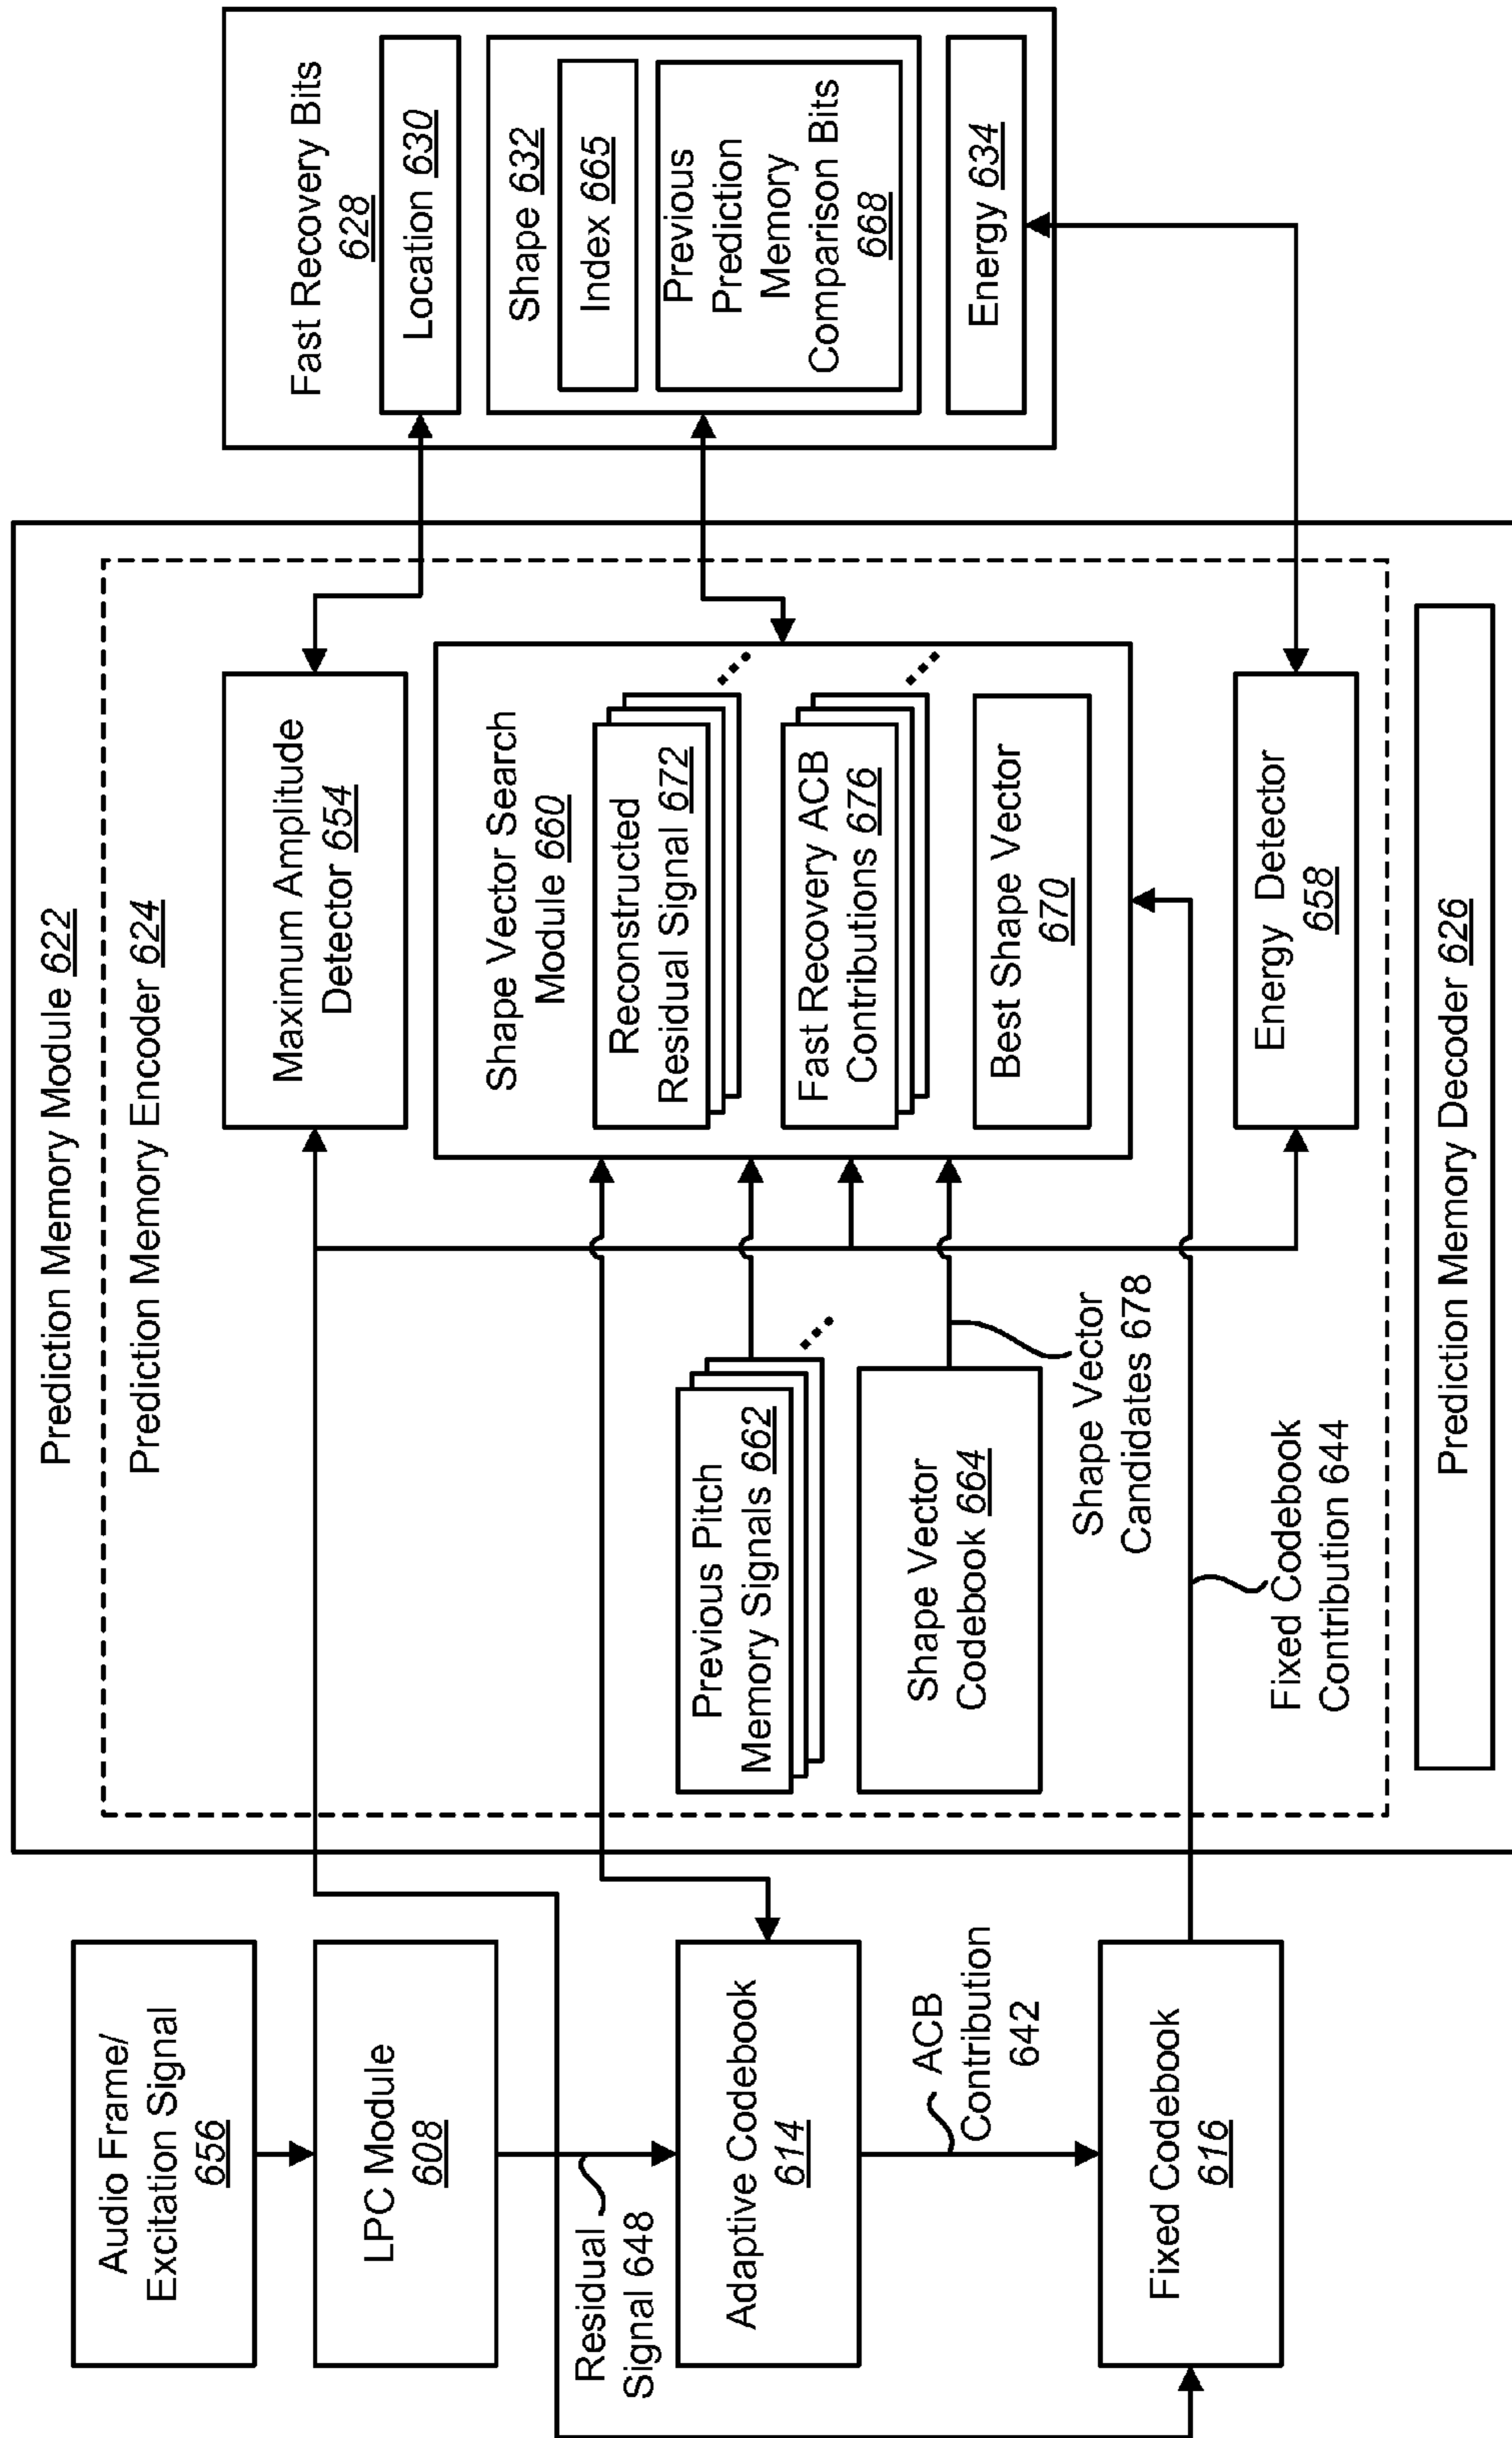 Audio Frame/
Excitation Signal
656
LPC Module
608
Residual
Signal 648
Adaptive Codebook
614
ACB
Contribution
642
Fixed Codebook
616
Prediction Memory Module 622
Prediction Memory Encoder 624
Previous Pitch
Memory Signals 662
Shape Vector
Codebook 664
Shape Vector
Candidates 678
Fixed Codebook
Contribution 644
Maximum Amplitude
Detector 654
Shape Vector Search
Module 660
Reconstructed
Residual Signal 672
Fast Recovery ACB
Contributions 676
Best Shape Vector
670
Energy Detector
658
Prediction Memory Decoder 626
Fast Recovery Bits
628
Location 630
Shape 632
Index 665
Previous
Prediction
Memory
Comparison Bits
668
Energy 634